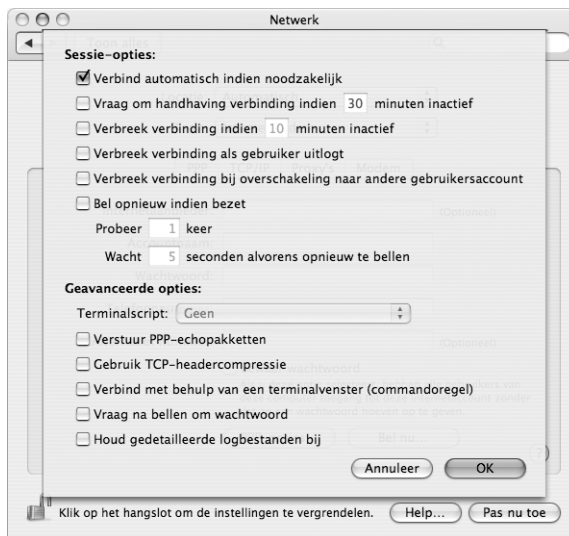 Netwerk
Toon alles
Sessie-opties:
Verbind automatisch indien noodzakelijk
Vraag om handhaving verbinding indien 30 minuten inactief
Verbreek verbinding indien 10 minuten inactief
Verbreek verbinding als gebruiker uitlogt
Verbreek verbinding bij overschakeling naar andere gebruikersaccount
Bel opnieuw indien bezet
Probeer 1 keer
Wacht 5 seconden alvorens opnieuw te bellen
Geavanceerde opties:
Terminalscript: Geen
Verstuur PPP-echopakketten
Gebruik TCP-headercompressie
Verbind met behulp van een terminalvenster (commandoregel)
Vraag na bellen om wachtwoord
Houd gedetailleerde logbestanden bij
Annuleer OK
Klik op het hangslot om de instellingen te vergrendelen. Help... Pas nu toe